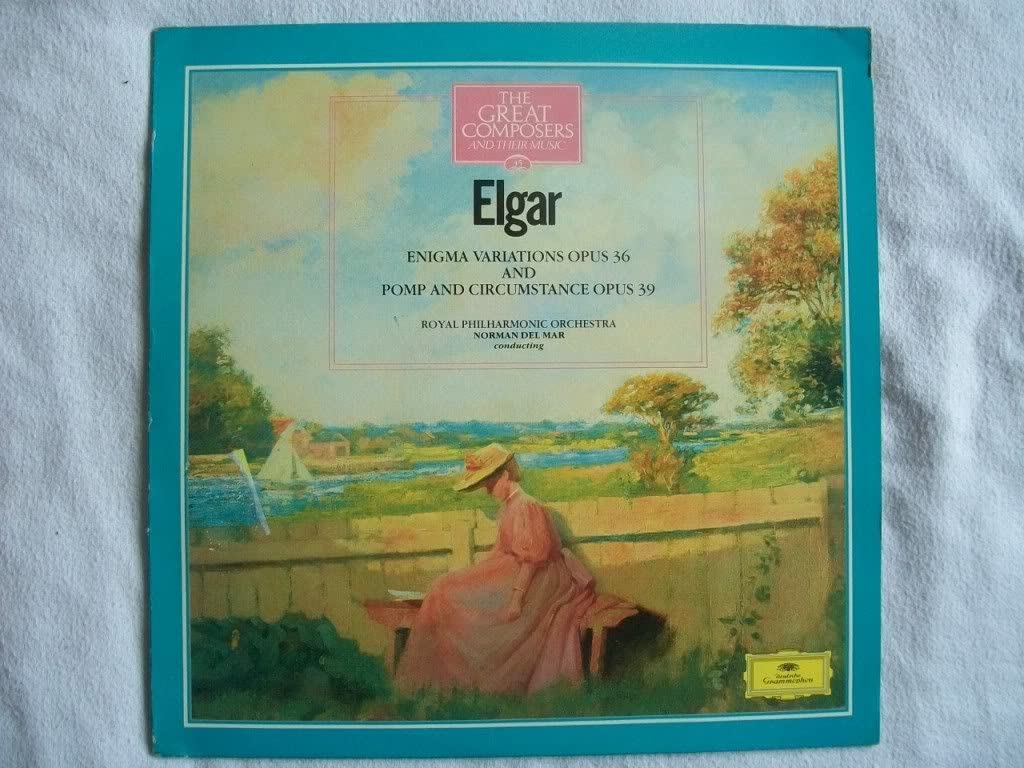 THE
GREAT
COMPOSERS
AND THEIR MUSIC
Elgar
ENIGMA VARIATIONS OPUS 36
AND
POMP AND CIRCUMSTANCE OPUS 39
ROYAL PHILHARMONIC ORCHESTRA
NORMAN DEL MAR
conducting
Deutsche
Grammophon